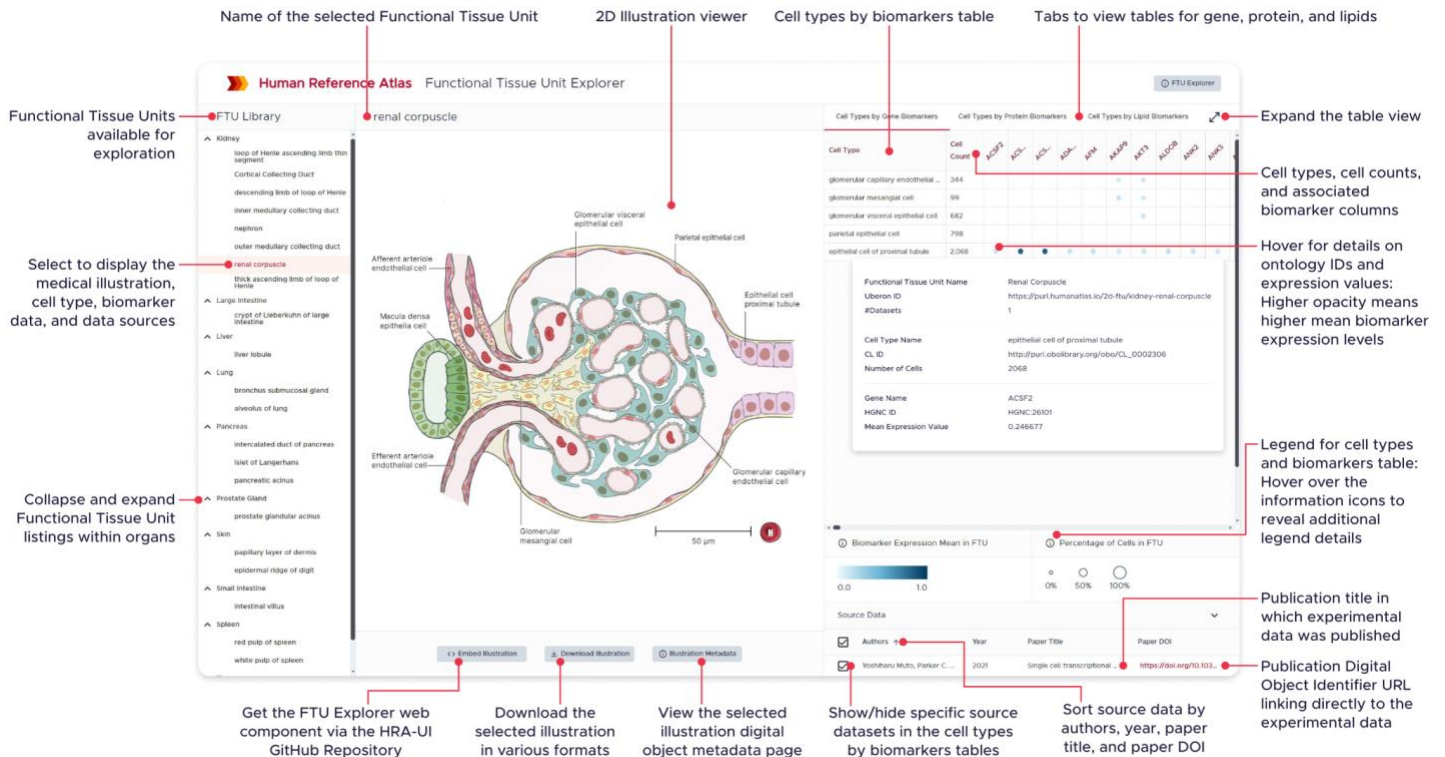 Name of the selected Functional Tissue Unit
2D Illustration viewer
Cell types by biomarkers table
Tabs to view tables for gene, protein, and lipids
Human Reference Atlas Functional Tissue Unit Explorer
FTU Explorer
Functional Tissue Units
available for
exploration
Select to display the
medical illustration,
cell type, biomarker
data, and data sources
Collapse and expand
Functional Tissue Unit
listings within organs
FTU Library
Kidney
loop of Henle ascending limb thin
segment
Cortical Collecting Duct
descending limb of loop of Henle
inner medullary collecting duct
nephron
outer medullary collecting duct
renal corpuscle
thick ascending limb of loop of
Henle
Large Intestine
crypt of Lieberkuhn of large
intestine
Liver
liver lobule
Lung
bronchus submucosal gland
alveolus of lung
Pancreas
intercalated duct of pancreas
islet of Langerhans
pancreatic acinus
Prostate Gland
prostate glandular acinus
Skin
papillary layer of dermis
epidermal ridge of digit
Small Intestine
intestinal villus
Spleen
red pulp of spleen
white pulp of spleen
renal corpuscle
Glomerular visceral
epithelial cell
Parietal epithelial cell
Afferent arteriole
endothelial cell
Epithelial cell
proximal tubule
Macula densa
epithelia cell
Efferent arteriole
endothelial cell
Glomerular capillary
endothelial cell
Glomerular
mesangial cell
50 μm
Embed Illustration
Download Illustration
Illustration Metadata
Cell Types by Gene Biomarkers
Cell Types by Protein Biomarkers
Cell Types by Lipid Biomarkers
Cell Type
Cell
Count
ACSF2
ACS...
ACS...
ADA...
AFM
AKAP9
AKT3
ALDOB
ANK2
ANK3
glomerular capillary endothelial ... 344
glomerular mesangial cell 99
glomerular visceral epithelial cell 682
parietal epithelial cell 798
epithelial cell of proximal tubule 2,068
Functional Tissue Unit Name Renal Corpuscle
Uberon ID https://purl.humanatlas.io/2d-ftu/kidney-renal-corpuscle
#Datasets 1
Cell Type Name epithelial cell of proximal tubule
CL ID http://purl.obolibrary.org/obo/CL_0002306
Number of Cells 2068
Gene Name ACSF2
HGNC ID HGNC:26101
Mean Expression Value 0.246677
Biomarker Expression Mean in FTU
0.0 1.0
Percentage of Cells in FTU
0% 50% 100%
Source Data
Authors Year Paper Title Paper DOI
Yoshiharu Muto, Parker C. ... 2021 Single cell transcriptional ... https://doi.org/10.103...
Expand the table view
Cell types, cell counts,
and associated
biomarker columns
Hover for details on
ontology IDs and
expression values:
Higher opacity means
higher mean biomarker
expression levels
Legend for cell types
and biomarkers table:
Hover over the
information icons to
reveal additional
legend details
Publication title in
which experimental
data was published
Publication Digital
Object Identifier URL
linking directly to the
experimental data
Get the FTU Explorer web
component via the HRA-UI
GitHub Repository
Download the
selected illustration
in various formats
View the selected
illustration digital
object metadata page
Show/hide specific source
datasets in the cell types
by biomarkers tables
Sort source data by
authors, year, paper
title, and paper DOI